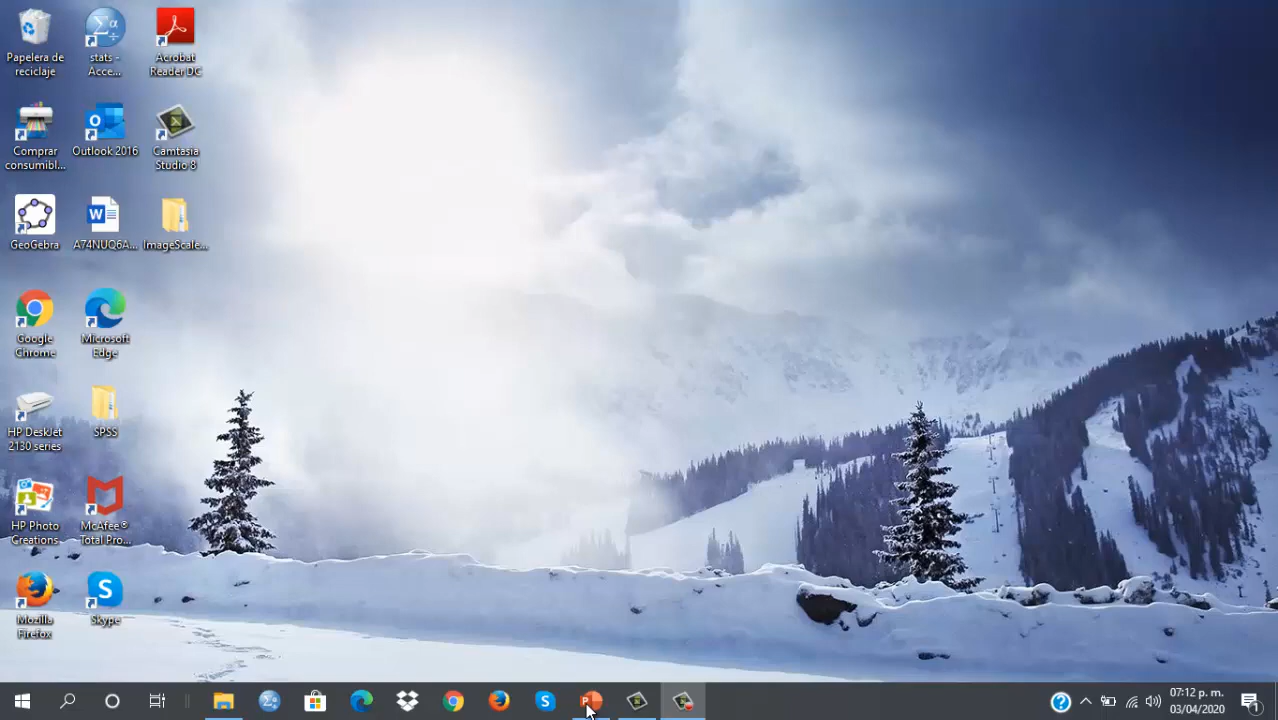 Papelera de
reciclaje
stats -
Acce...
Acrobat
Reader DC
Comprar
consumibl...
Outlook 2016
Camtasia
Studio 8
GeoGebra
A74NUQ6A...
ImageScale...
Google
Chrome
Microsoft
Edge
HP DeskJet
2130 series
SPSS
HP Photo
Creations
McAfee®
Total Pro...
Mozilla
Firefox
Skype
07:12 p. m.
03/04/2020